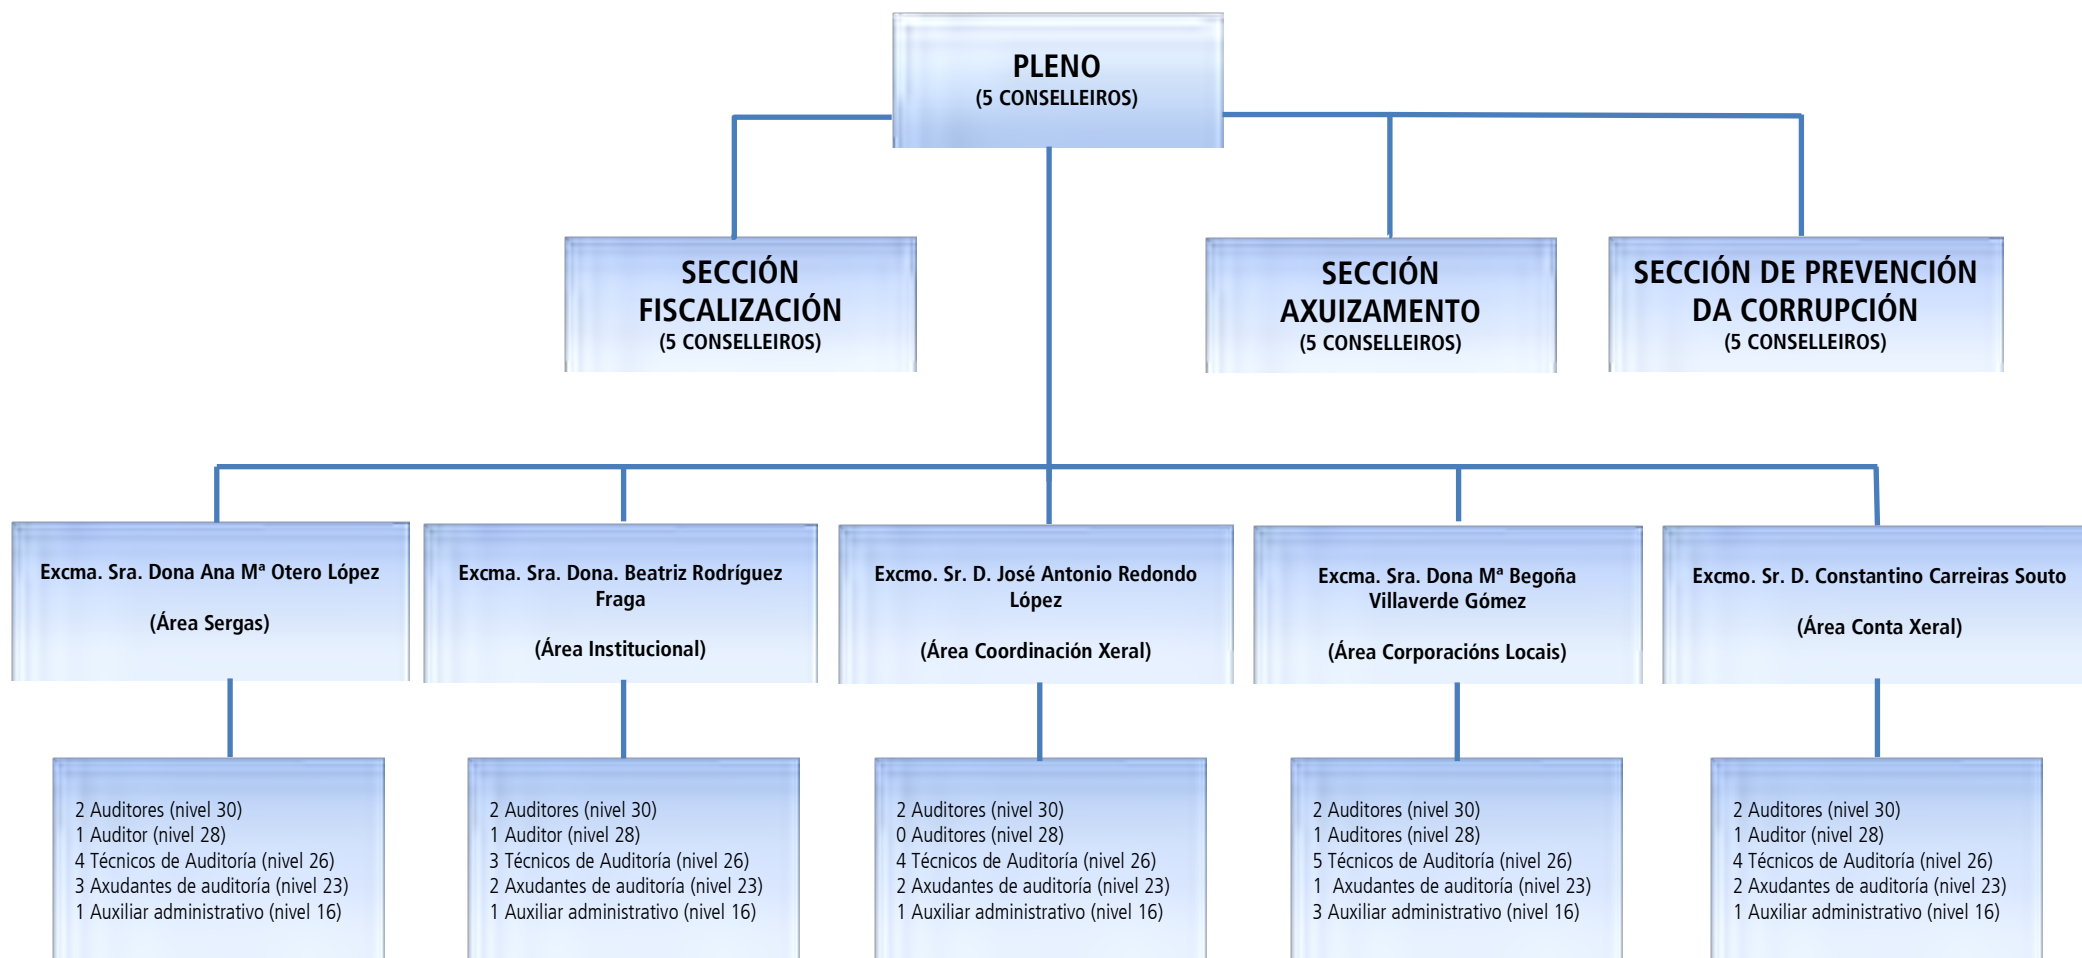 PLENO
(5 CONSELLEIROS)
SECCIÓN
FISCALIZACIÓN
(5 CONSELLEIROS)
SECCIÓN
AXUIZAMENTO
(5 CONSELLEIROS)
SECCIÓN DE PREVENCIÓN
DA CORRUPCIÓN
(5 CONSELLEIROS)
Excma. Sra. Dona Ana Mª Otero López
(Área Sergas)
Excma. Sra. Dona. Beatriz Rodríguez
Fraga
(Área Institucional)
Excmo. Sr. D. José Antonio Redondo
López
(Área Coordinación Xeral)
Excma. Sra. Dona Mª Begoña
Villaverde Gómez
(Área Corporacións Locais)
Excmo. Sr. D. Constantino Carreiras Souto
(Área Conta Xeral)
2 Auditores (nivel 30)
1 Auditor (nivel 28)
4 Técnicos de Auditoría (nivel 26)
3 Axudantes de auditoría (nivel 23)
1 Auxiliar administrativo (nivel 16)
2 Auditores (nivel 30)
1 Auditor (nivel 28)
3 Técnicos de Auditoría (nivel 26)
2 Axudantes de auditoría (nivel 23)
1 Auxiliar administrativo (nivel 16)
2 Auditores (nivel 30)
0 Auditores (nivel 28)
4 Técnicos de Auditoría (nivel 26)
2 Axudantes de auditoría (nivel 23)
1 Auxiliar administrativo (nivel 16)
2 Auditores (nivel 30)
1 Auditores (nivel 28)
5 Técnicos de Auditoría (nivel 26)
1  Axudantes de auditoría (nivel 23)
3 Auxiliar administrativo (nivel 16)
2 Auditores (nivel 30)
1 Auditor (nivel 28)
4 Técnicos de Auditoría (nivel 26)
2 Axudantes de auditoría (nivel 23)
1 Auxiliar administrativo (nivel 16)